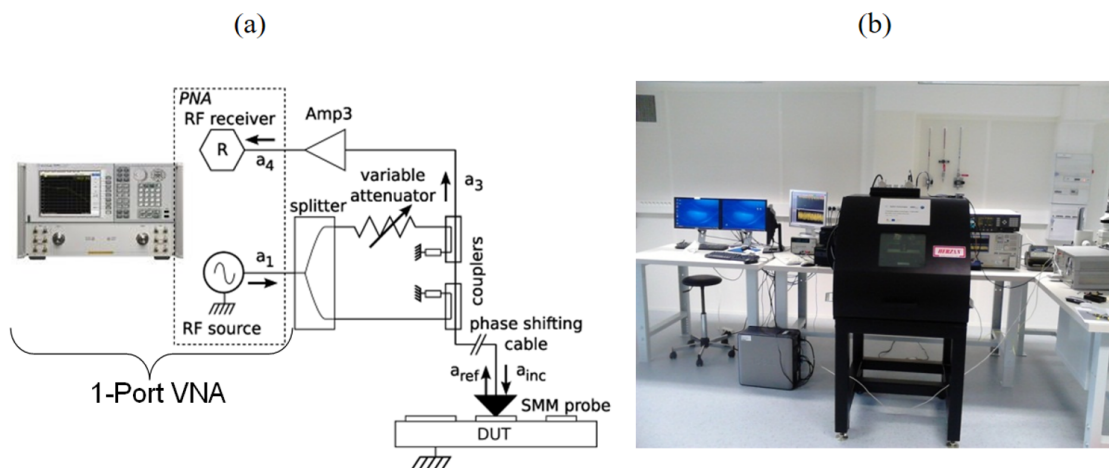 (a)
(b)
PNA
RF receiver
R
a4
Amp3
variable
attenuator
a3
splitter
a1
couplers
RF source
phase shifting
cable
aref
ainc
SMM probe
DUT
1-Port VNA
HERZAN